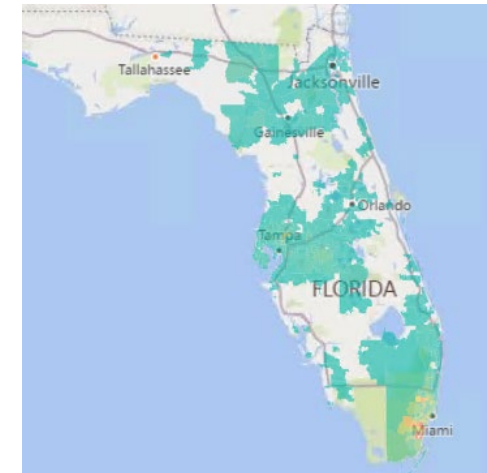 Tallahassee
Jacksonville
Gainesville
Orlando
Tampa
FLORIDA
Miami